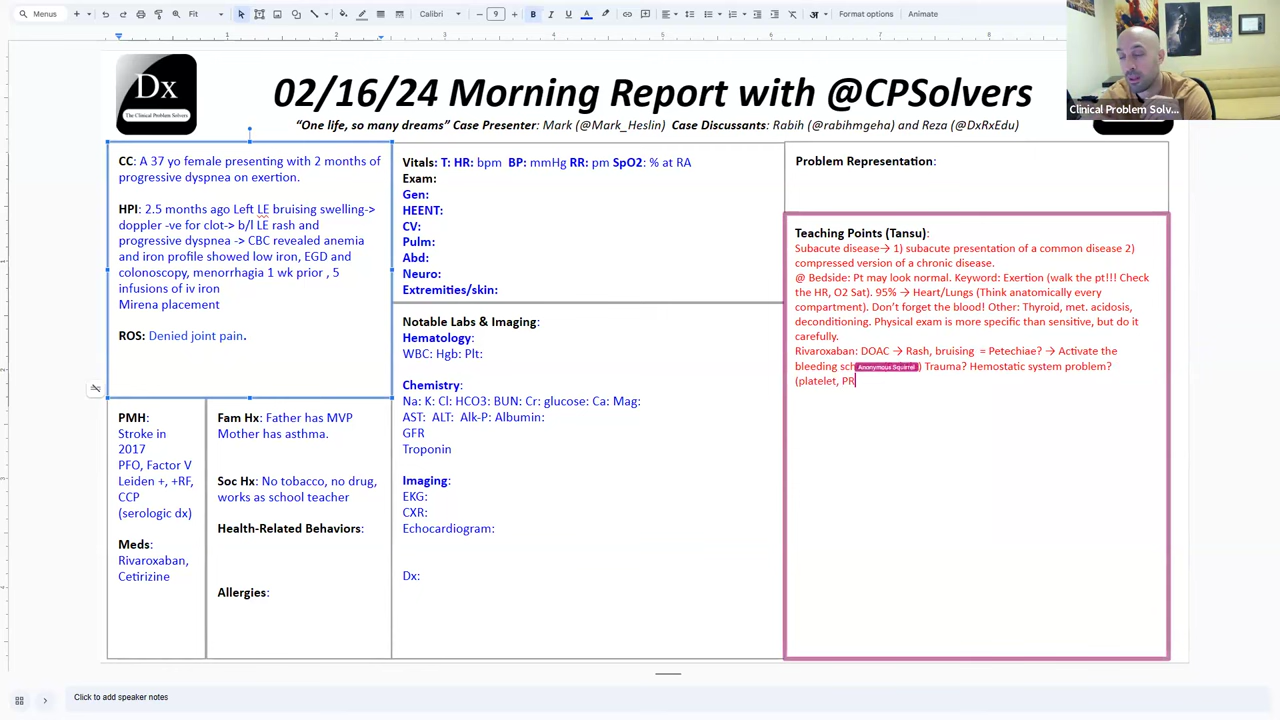 Menus
Fit
Calibri
9
B
I
U
A
Format options
Animate
1
2
3
4
5
6
7
8
Dx
The Clinical Problem Solvers
02/16/24 Morning Report with @CPSolvers
“One life, so many dreams” Case Presenter: Mark (@Mark_Heslin) Case Discussants: Rabih (@rabihmgeha) and Reza (@DxRxEdu)
Clinical Problem Solv...
CC: A 37 yo female presenting with 2 months of
progressive dyspnea on exertion.
HPI: 2.5 months ago Left LE bruising swelling->
doppler -ve for clot-> b/l LE rash and
progressive dyspnea -> CBC revealed anemia
and iron profile showed low iron, EGD and
colonoscopy, menorrhagia 1 wk prior , 5
infusions of iv iron
Mirena placement
ROS: Denied joint pain.
PMH:
Stroke in
2017
PFO, Factor V
Leiden +, +RF,
CCP
(serologic dx)
Meds:
Rivaroxaban,
Cetirizine
Fam Hx: Father has MVP
Mother has asthma.
Soc Hx: No tobacco, no drug,
works as school teacher
Health-Related Behaviors:
Allergies:
Vitals: T: HR: bpm BP: mmHg RR: pm SpO2: % at RA
Exam:
Gen:
HEENT:
CV:
Pulm:
Abd:
Neuro:
Extremities/skin:
Notable Labs & Imaging:
Hematology:
WBC: Hgb: Plt:
Chemistry:
Na: K: Cl: HCO3: BUN: Cr: glucose: Ca: Mag:
AST: ALT: Alk-P: Albumin:
GFR
Troponin
Imaging:
EKG:
CXR:
Echocardiogram:
Dx:
Problem Representation:
Teaching Points (Tansu):
Subacute disease→ 1) subacute presentation of a common disease 2)
compressed version of a chronic disease.
@ Bedside: Pt may look normal. Keyword: Exertion (walk the pt!!! Check
the HR, O2 Sat). 95% → Heart/Lungs (Think anatomically every
compartment). Don’t forget the blood! Other: Thyroid, met. acidosis,
deconditioning. Physical exam is more specific than sensitive, but do it
carefully.
Rivaroxaban: DOAC → Rash, bruising = Petechiae? → Activate the
bleeding sch Anonymous Squirrel ) Trauma? Hemostatic system problem?
(platelet, PR
Click to add speaker notes